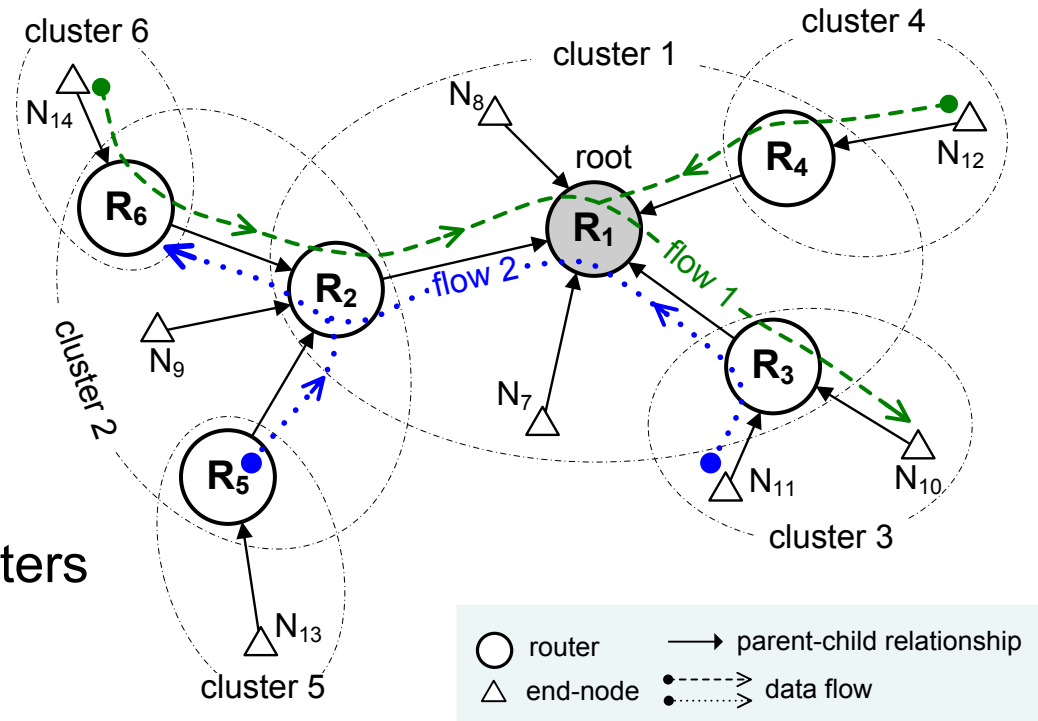 cluster 6
cluster 1
cluster 4
N8
N14
root
R4
N12
R6
R1
R2
flow 2
flow 1
N9
R3
cluster 2
N7
R5
N11
N10
cluster 3
ters
N13
cluster 5
router
parent-child relationship
end-node
data flow